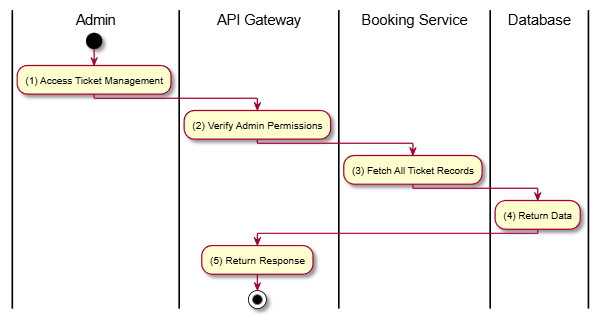 Admin API Gateway Booking Service Database
(1) Access Ticket Management
(2) Verify Admin Permissions
(3) Fetch All Ticket Records
(4) Return Data
(5) Return Response